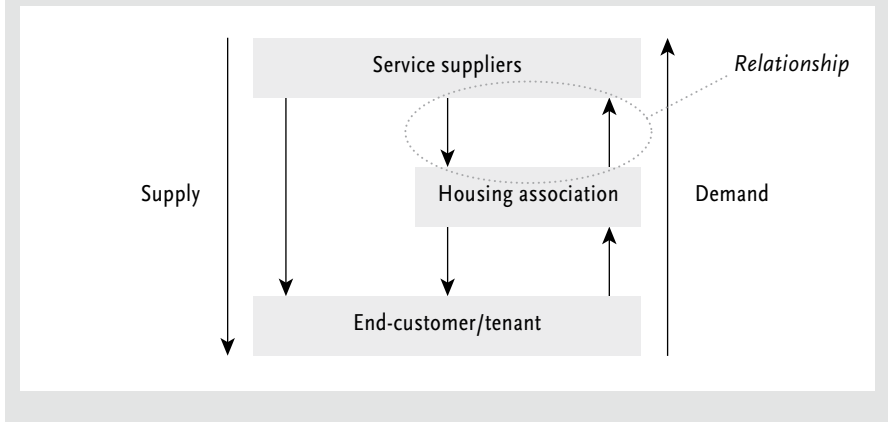 Service suppliers
Relationship
Supply
Housing association
Demand
End-customer/tenant